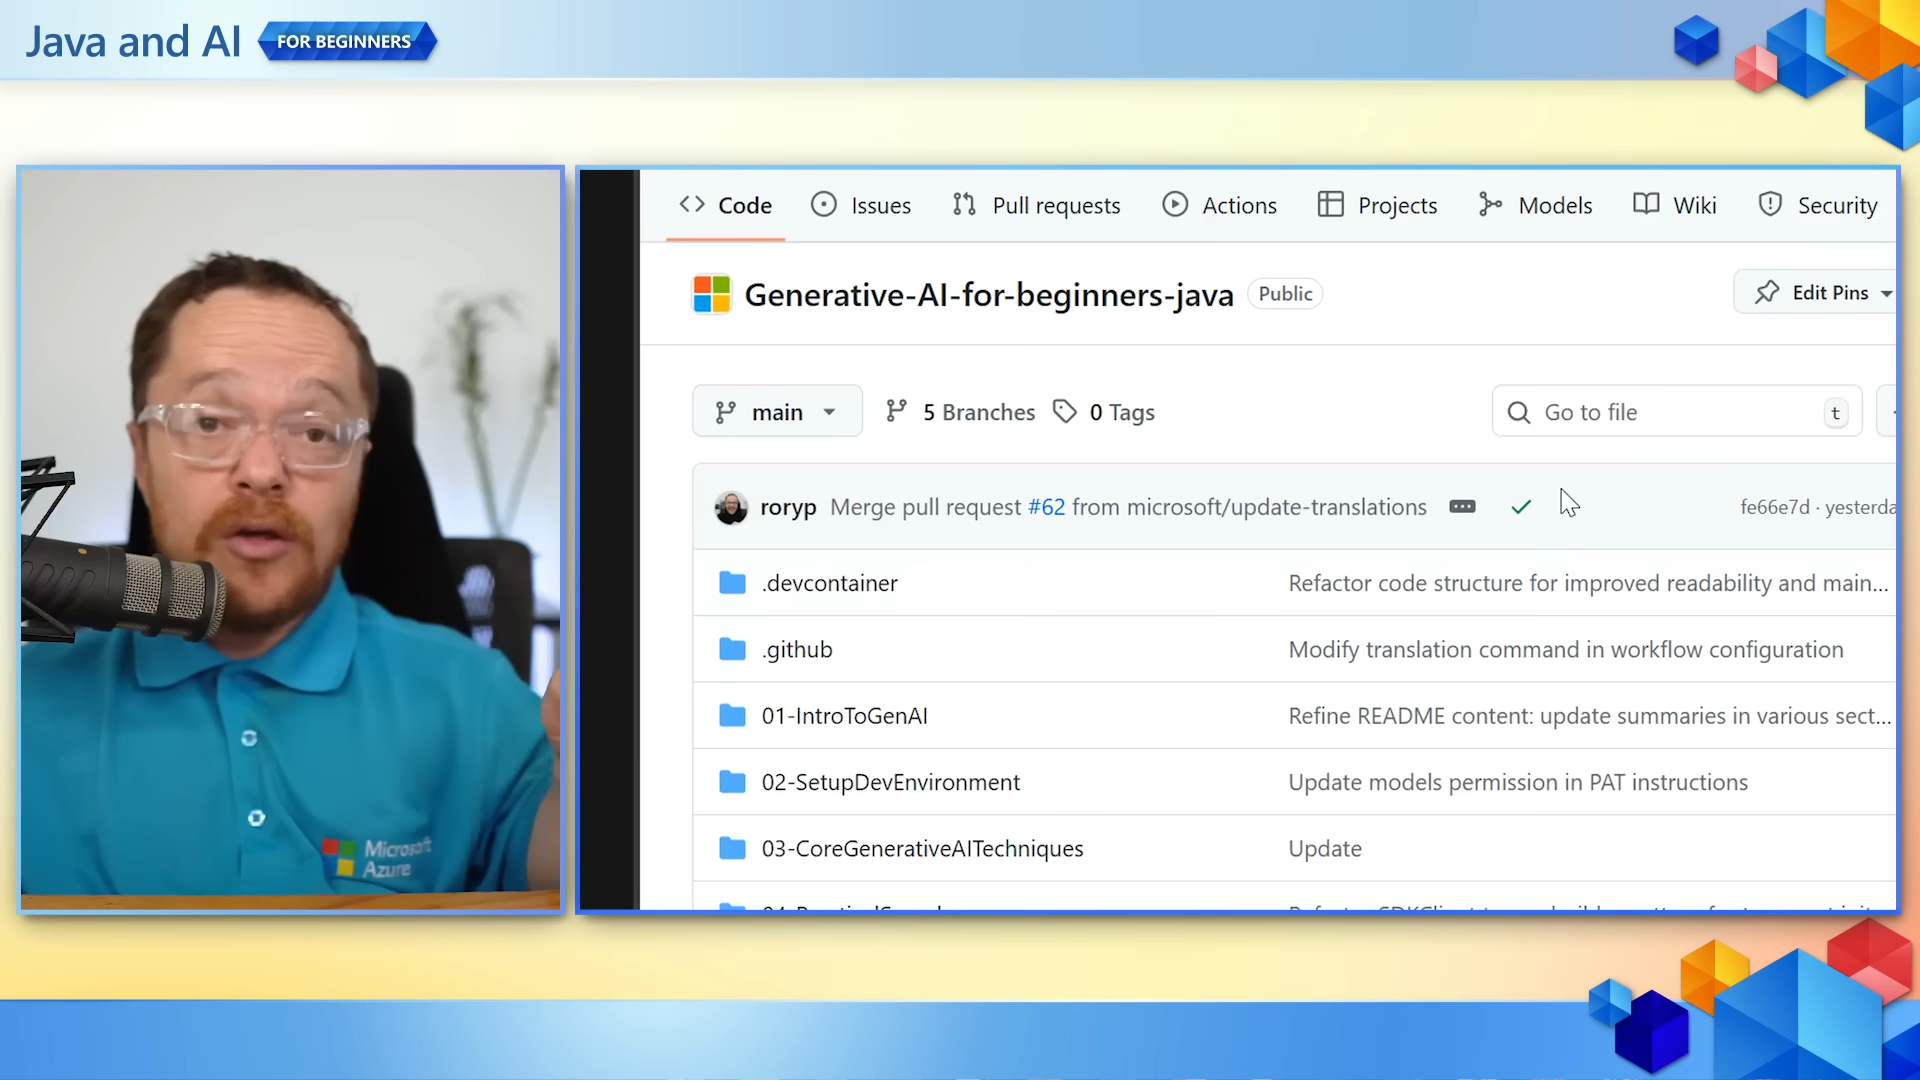 Java and AI
FOR BEGINNERS
Code
Issues
Pull requests
Actions
Projects
Models
Wiki
Security
Generative-AI-for-beginners-java
Public
Edit Pins
main
5 Branches
0 Tags
Go to file
t
roryp Merge pull request #62 from microsoft/update-translations
fe66e7d · yesterda
.devcontainer
Refactor code structure for improved readability and main...
.github
Modify translation command in workflow configuration
01-IntroToGenAI
Refine README content: update summaries in various sect...
02-SetupDevEnvironment
Update models permission in PAT instructions
03-CoreGenerativeAITechniques
Update
Microsoft
Azure